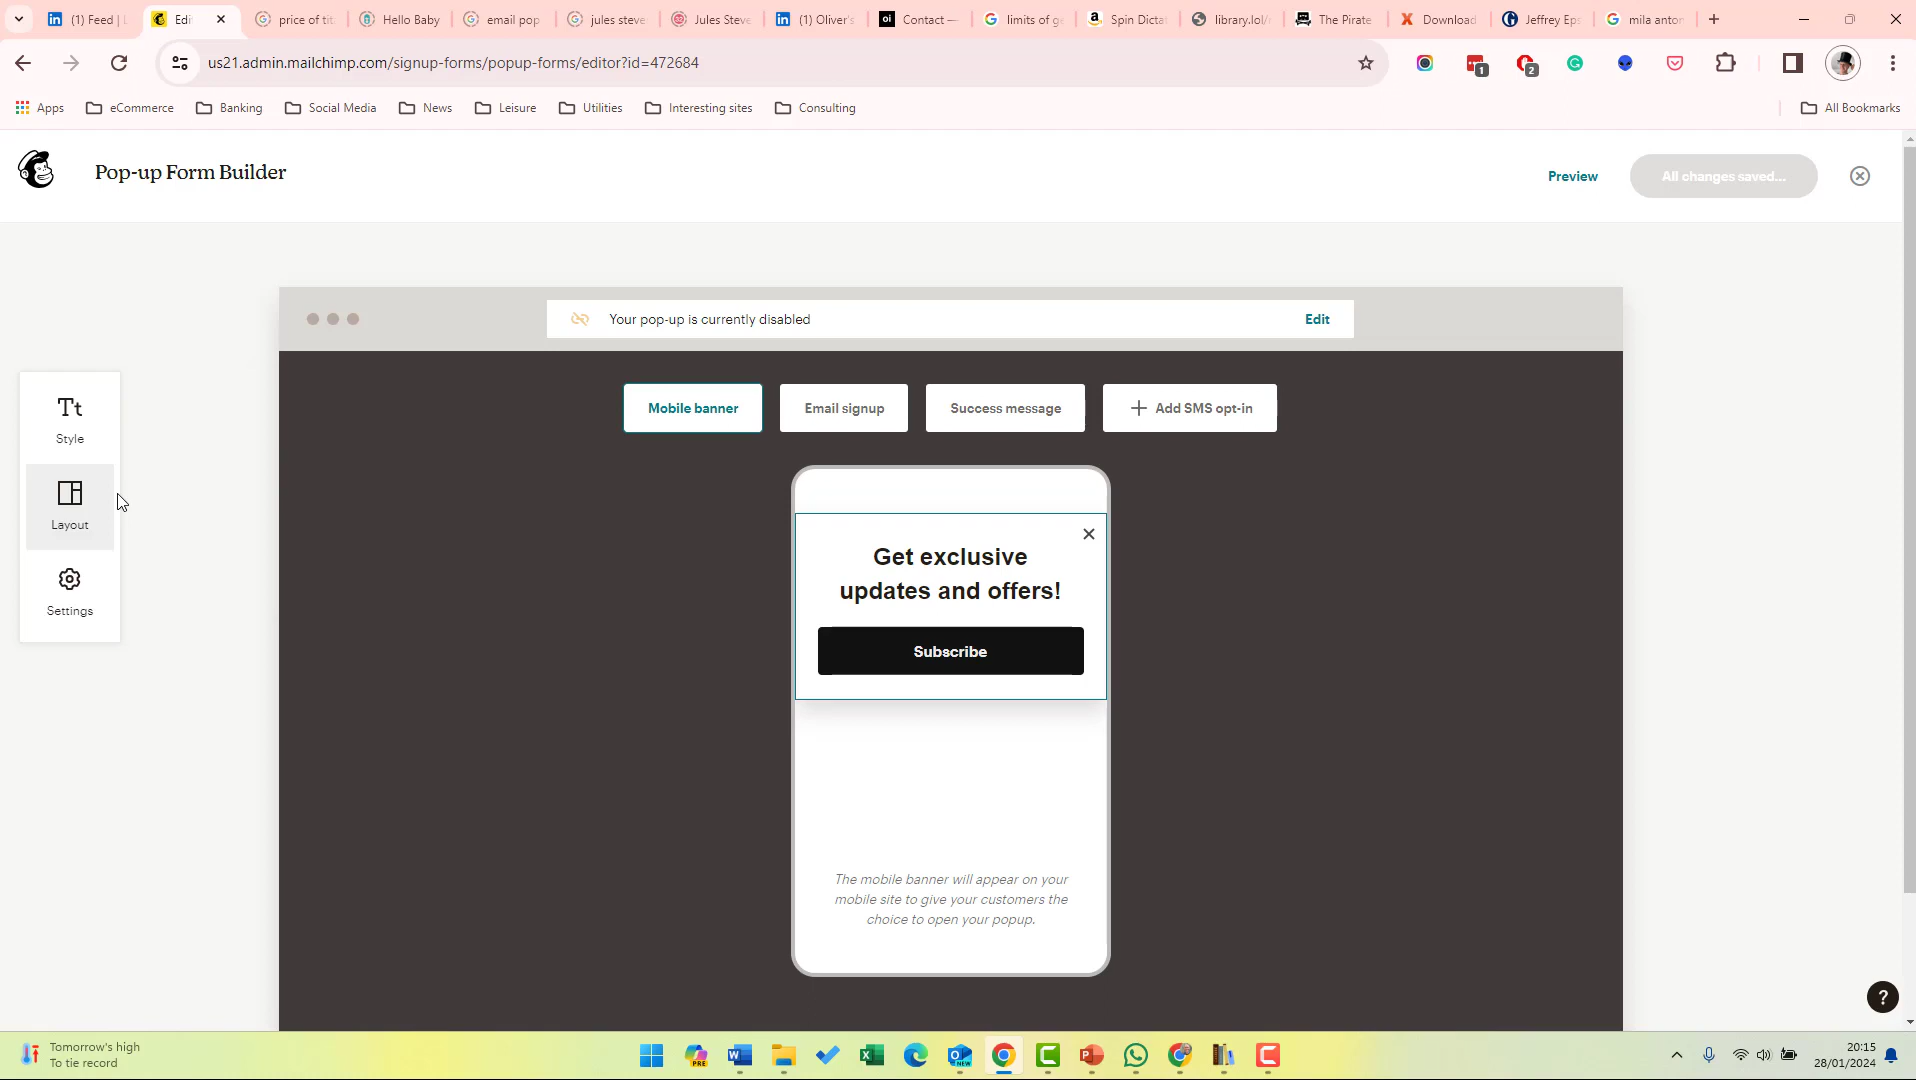 (1) Feed | L
Edi
price of tit
Hello Baby
email pop
jules steve
Jules Steve
(1) Oliver's
Contact —
limits of ge
Spin Dictat
library.lol/
The Pirate
Download
Jeffrey Eps
mila anton
us21.admin.mailchimp.com/signup-forms/popup-forms/editor?id=472684
1
2
Apps
eCommerce
Banking
Social Media
News
Leisure
Utilities
Interesting sites
Consulting
All Bookmarks
Pop-up Form Builder
Preview
All changes saved...
Your pop-up is currently disabled
Edit
Tt
Style
Layout
Settings
Mobile banner
Email signup
Success message
Add SMS opt-in
Get exclusive
updates and offers!
Subscribe
The mobile banner will appear on your
mobile site to give your customers the
choice to open your popup.
?
Tomorrow's high
To tie record
20:15
28/01/2024